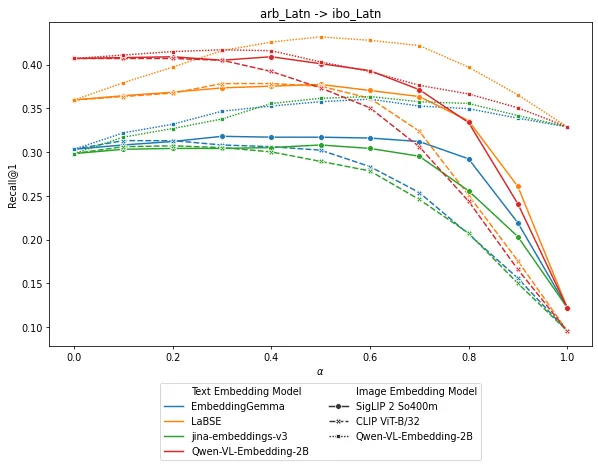 arb_Latn -> ibo_Latn
Recall@1
0.40
0.35
0.30
0.25
0.20
0.15
0.10
0.0 0.2 0.4 0.6 0.8 1.0
α
Text Embedding Model
EmbeddingGemma
LaBSE
jina-embeddings-v3
Qwen-VL-Embedding-2B
Image Embedding Model
SigLIP 2 So400m
CLIP ViT-B/32
Qwen-VL-Embedding-2B